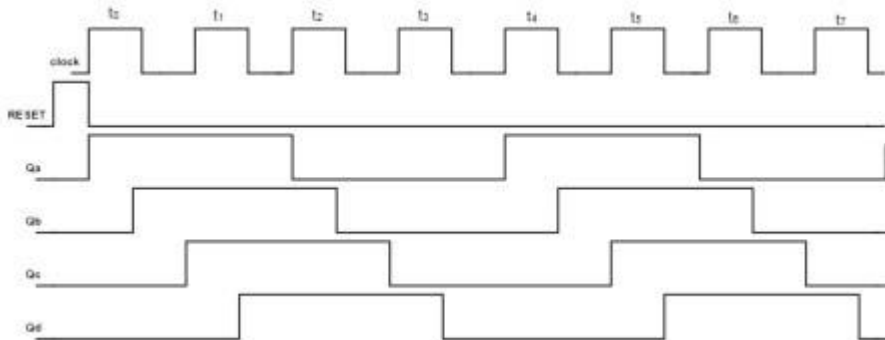 t₀ t₁ t₂ t₃ t₄ t₅ t₆ t₇
clock
RESET
Qa
Qb
Qc
Qd